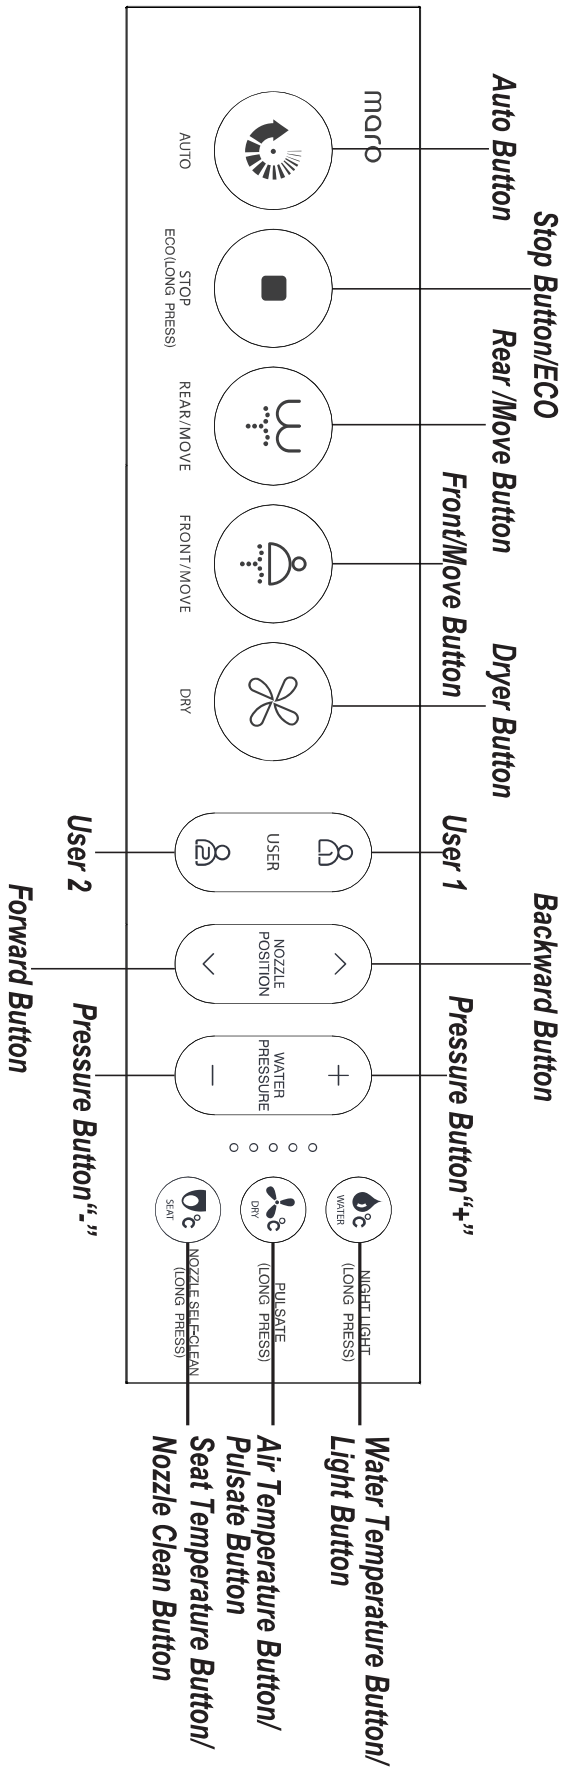 Auto Button
Stop Button/ECO
Rear /Move Button
Front/Move Button
Dryer Button
User 1
Backward Button
Pressure Button“+”
maro
AUTO
STOP
ECO(LONG PRESS)
REAR/MOVE
FRONT/MOVE
DRY
1
USER
2
NOZZLE
POSITION
+
WATER
PRESSURE
−
°C
WATER
NIGHT LIGHT
(LONG PRESS)
°C
DRY
PULSATE
(LONG PRESS)
°C
SEAT
NOZZLE SELF-CLEAN
(LONG PRESS)
Water Temperature Button/
Light Button
Air Temperature Button/
Pulsate Button
Seat Temperature Button/
Nozzle Clean Button
User 2
Forward Button
Pressure Button“-”